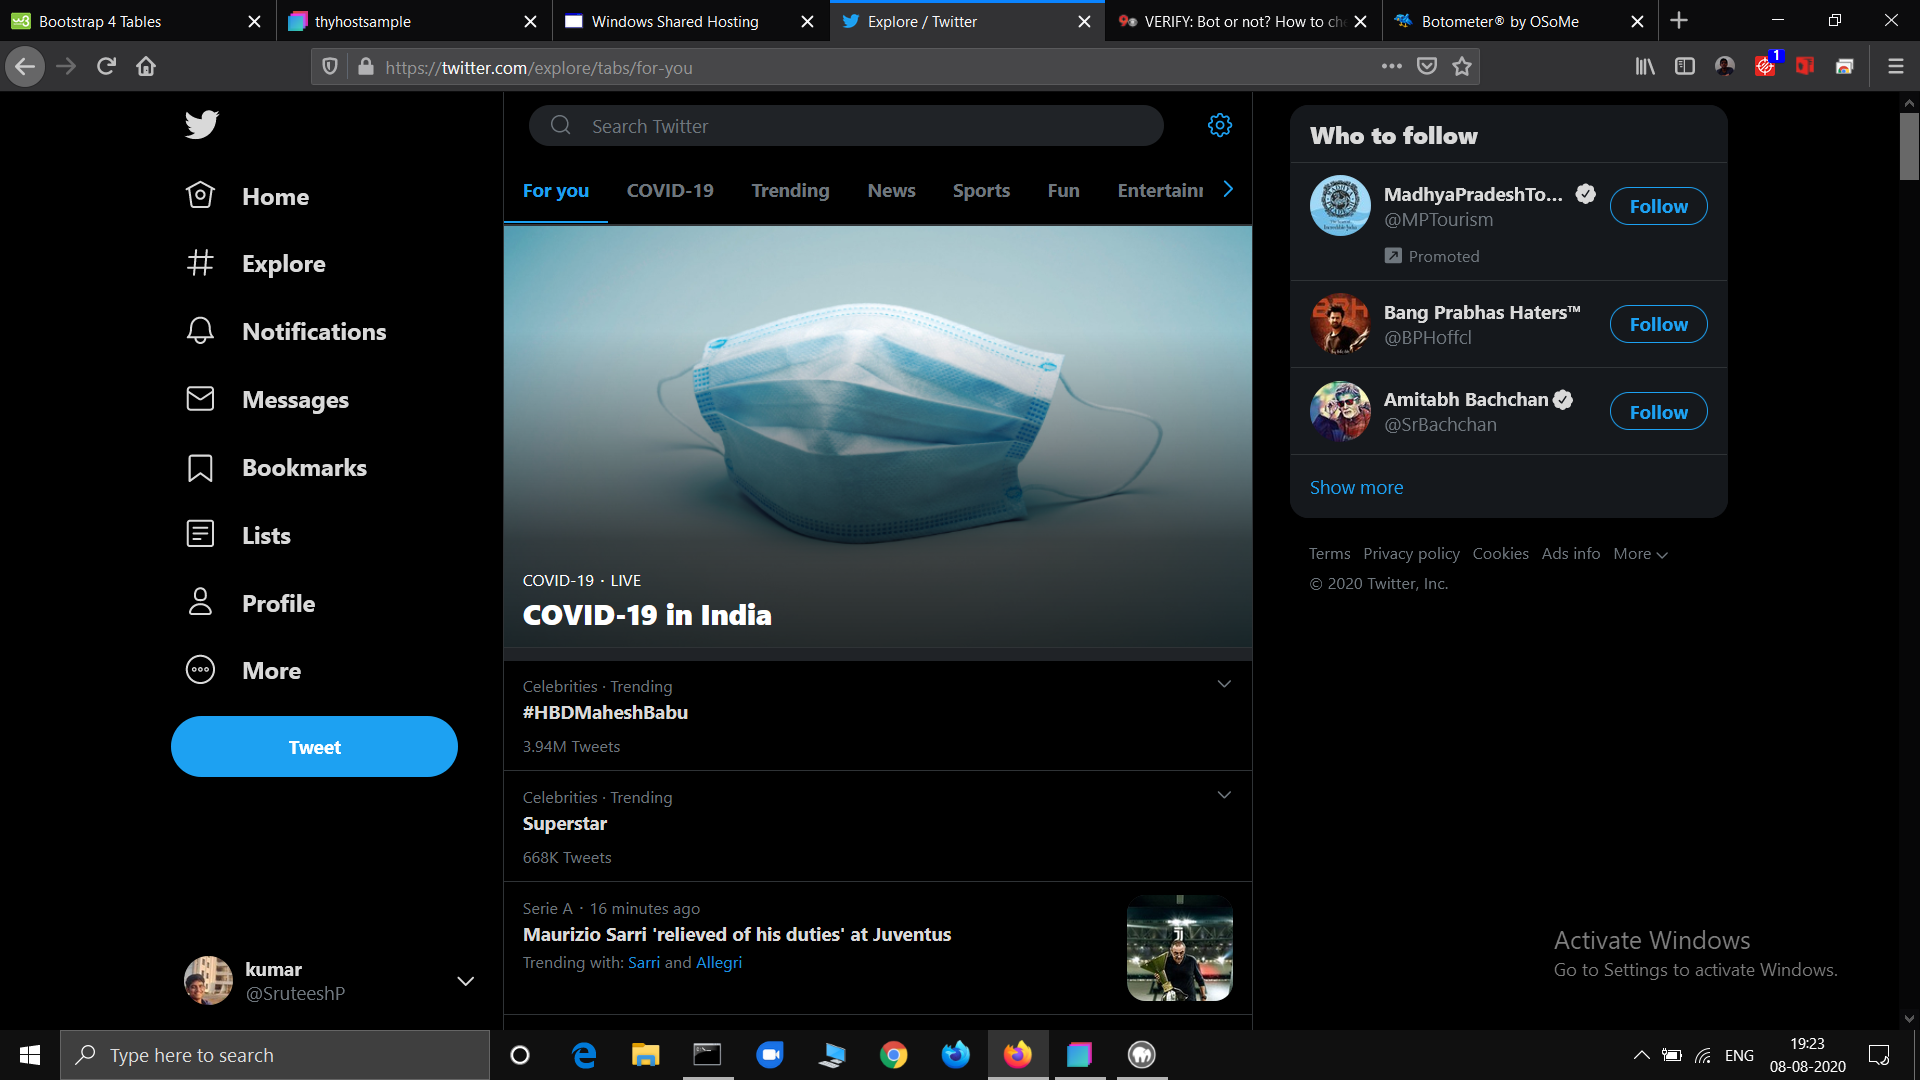 Bootstrap 4 Tables
thyhostsample
Windows Shared Hosting
Explore / Twitter
VERIFY: Bot or not? How to ch
Botometer® by OSoMe
https://twitter.com/explore/tabs/for-you
1
Home
Explore
Notifications
Messages
Bookmarks
Lists
Profile
More
Tweet
kumar
@SruteeshP
Search Twitter
For you
COVID-19
Trending
News
Sports
Fun
Entertain
COVID-19 · LIVE
COVID-19 in India
Celebrities · Trending
#HBDMaheshBabu
3.94M Tweets
Celebrities · Trending
Superstar
668K Tweets
Serie A · 16 minutes ago
Maurizio Sarri 'relieved of his duties' at Juventus
Trending with: Sarri and Allegri
Who to follow
MadhyaPradeshTo...
@MPTourism
Follow
Promoted
Bang Prabhas Haters™
@BPHoffcl
Follow
Amitabh Bachchan
@SrBachchan
Follow
Show more
Terms Privacy policy Cookies Ads info More
© 2020 Twitter, Inc.
Activate Windows
Go to Settings to activate Windows.
Type here to search
ENG
19:23
08-08-2020